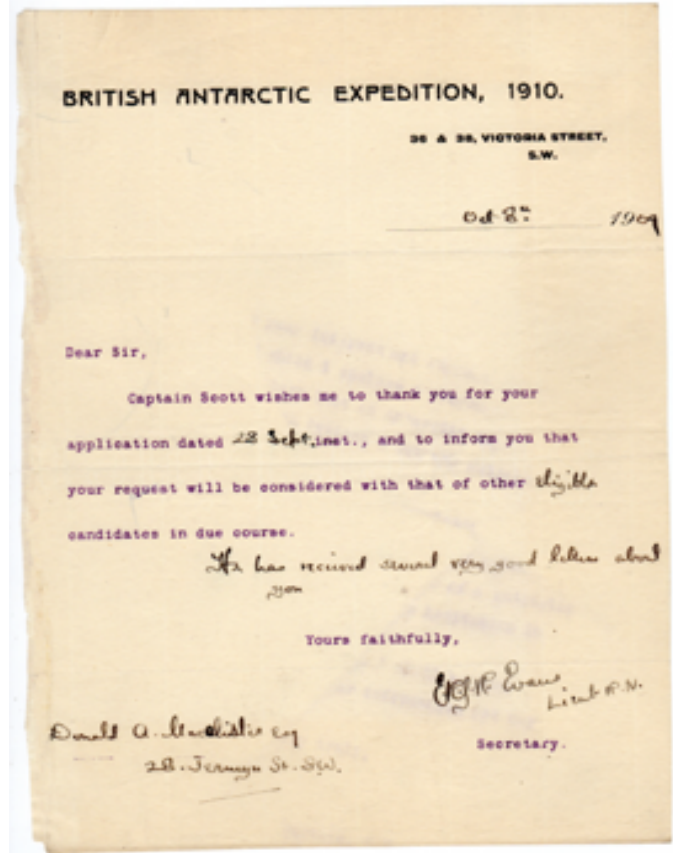 BRITISH ANTARCTIC EXPEDITION, 1910.
36 & 38, VICTORIA STREET,
S.W.
Oct 8th 1909
Dear Sir,
Captain Scott wishes me to thank you for your
application dated 28 Sept, inst., and to inform you that
your request will be considered with that of other eligible
candidates in due course.
He has received several very good letters about
you
Yours faithfully,
Evans
Lieut R.N.
Secretary.
Donald A. MacAlister Esq
28. Jermyn St. S.W.